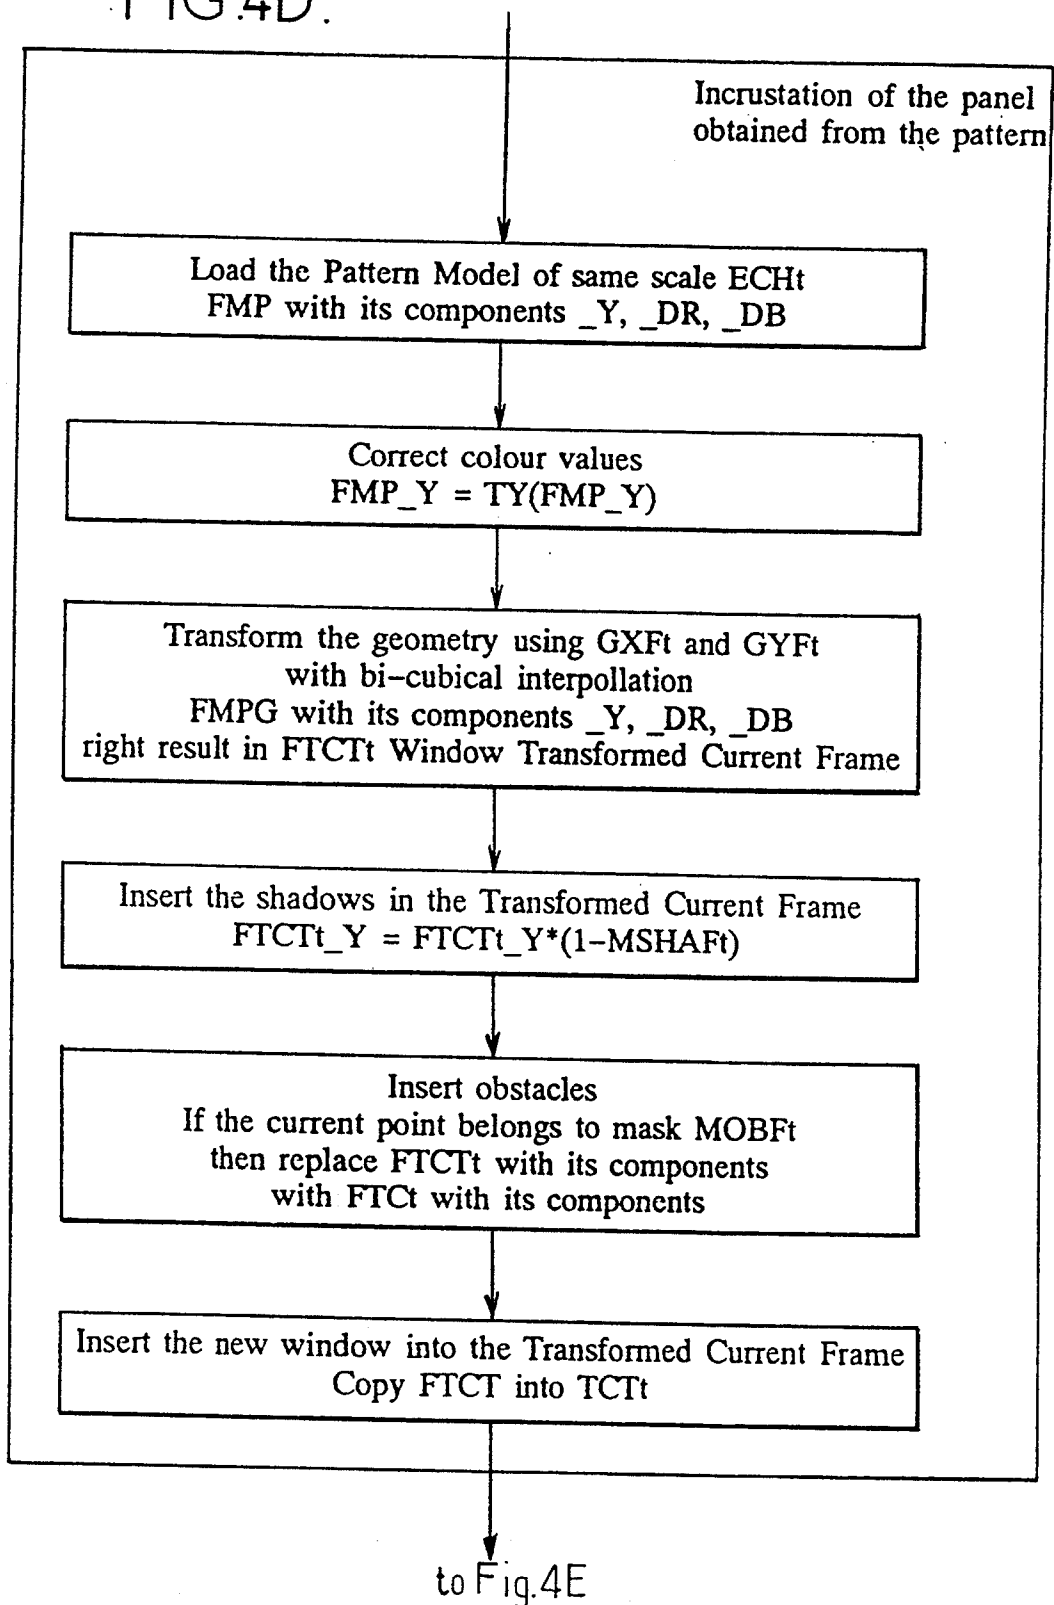 FIG.4D.
Incrustation of the panel
obtained from the pattern
Load the Pattern Model of same scale ECHt
FMP with its components _Y, _DR, _DB
Correct colour values
FMP_Y = TY(FMP_Y)
Transform the geometry using GXFt and GYFt
with bi-cubical interpollation
FMPG with its components _Y, _DR, _DB
right result in FTCTt Window Transformed Current Frame
Insert the shadows in the Transformed Current Frame
FTCTt_Y = FTCTt_Y*(1-MSHAFt)
Insert obstacles
If the current point belongs to mask MOBFt
then replace FTCTt with its components
with FTCt with its components
Insert the new window into the Transformed Current Frame
Copy FTCT into TCTt
to Fig.4E